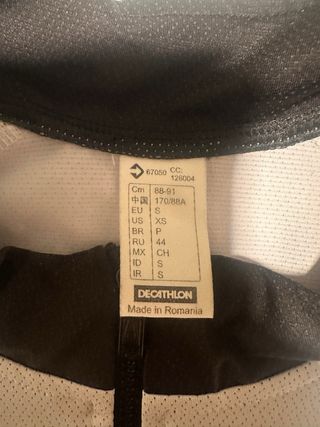 67050 CC:
128004
Cm 88-91
中国 170/88A
EU S
US XS
BR P
RU 44
MX CH
ID S
IR S
DECATHLON
Made in Romania